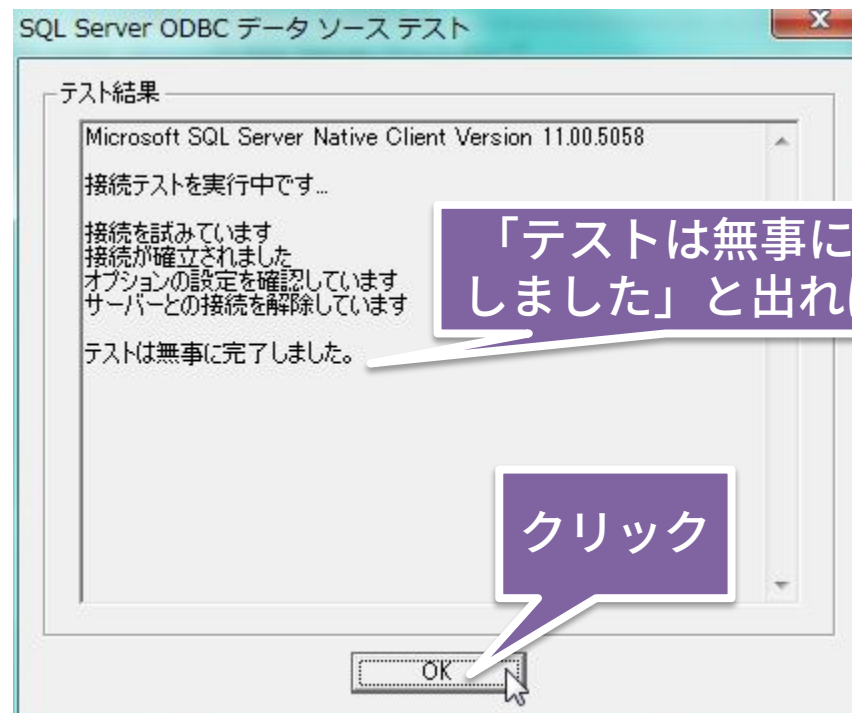 SQL Server ODBC データ ソース テスト
テスト結果
Microsoft SQL Server Native Client Version 11.00.5058
接続テストを実行中です...
接続を試みています
接続が確立されました
オプションの設定を確認しています
サーバーとの接続を解除しています
テストは無事に完了しました。
「テストは無事に
しました」と出れ
クリック
OK